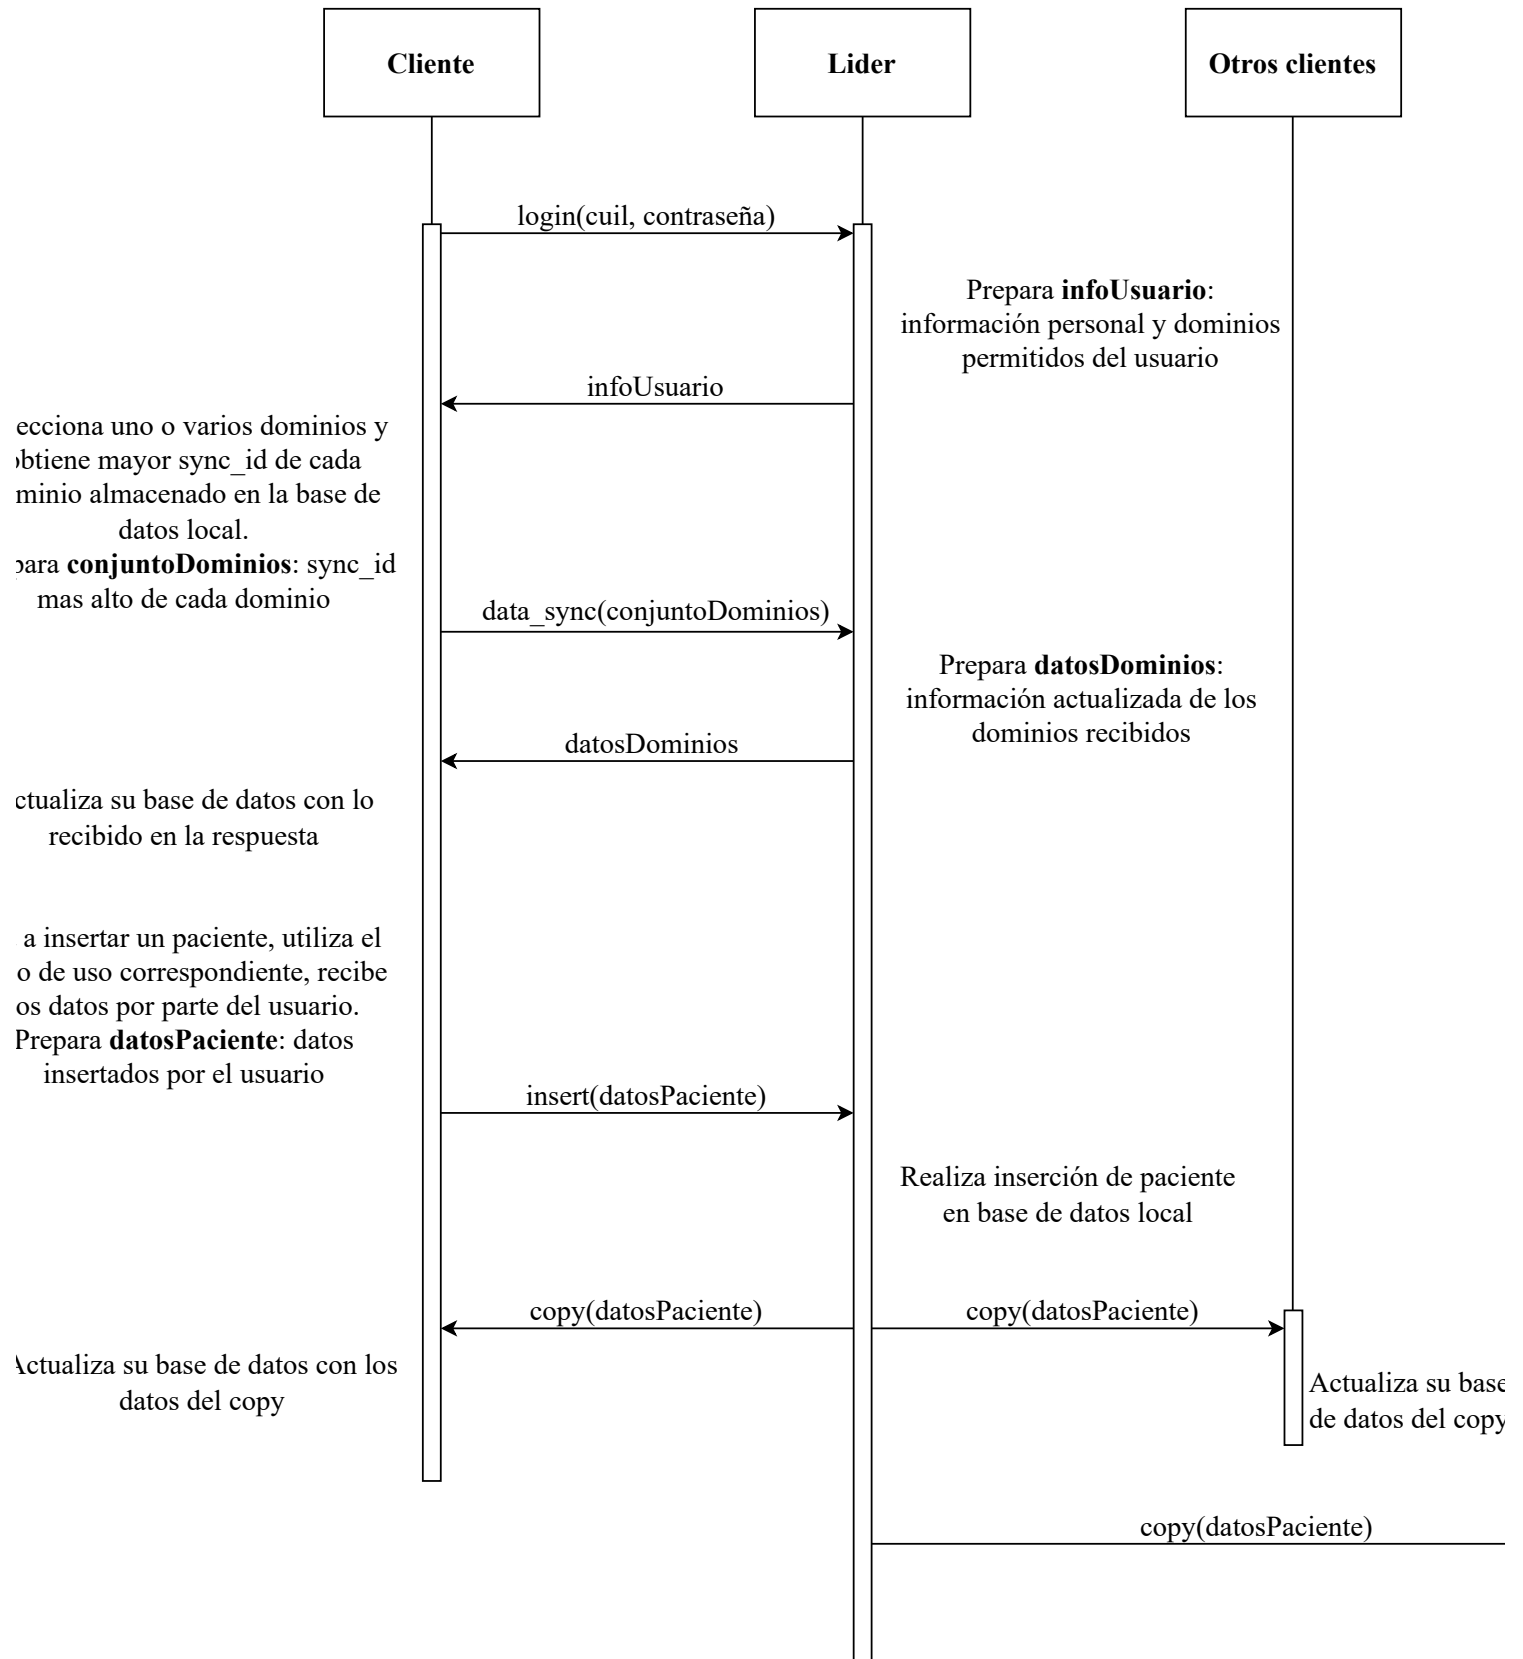 Cliente
Lider
Otros clientes
login(cuil, contraseña)
Prepara infoUsuario:
información personal y dominios
permitidos del usuario
infoUsuario
ecciona uno o varios dominios y
obtiene mayor sync_id de cada
minio almacenado en la base de
datos local.
para conjuntoDominios: sync_id
mas alto de cada dominio
data_sync(conjuntoDominios)
Prepara datosDominios:
información actualizada de los
dominios recibidos
datosDominios
ctualiza su base de datos con lo
recibido en la respuesta
a insertar un paciente, utiliza el
o de uso correspondiente, recibe
os datos por parte del usuario.
Prepara datosPaciente: datos
insertados por el usuario
insert(datosPaciente)
Realiza inserción de paciente
en base de datos local
copy(datosPaciente)
copy(datosPaciente)
Actualiza su base de datos con los
datos del copy
Actualiza su base
de datos del copy
copy(datosPaciente)